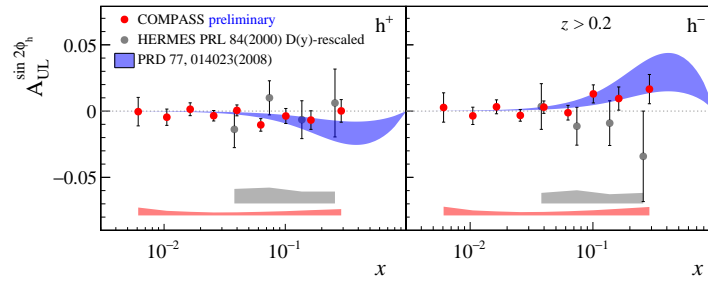 COMPASS preliminary
HERMES PRL 84(2000) D(y)-rescaled
PRD 77, 014023(2008)
h⁺
z > 0.2
h⁻
A_UL^{sin 2ϕ_h}
0.05
0
−0.05
10⁻² 10⁻¹ 10⁻² 10⁻¹
x x